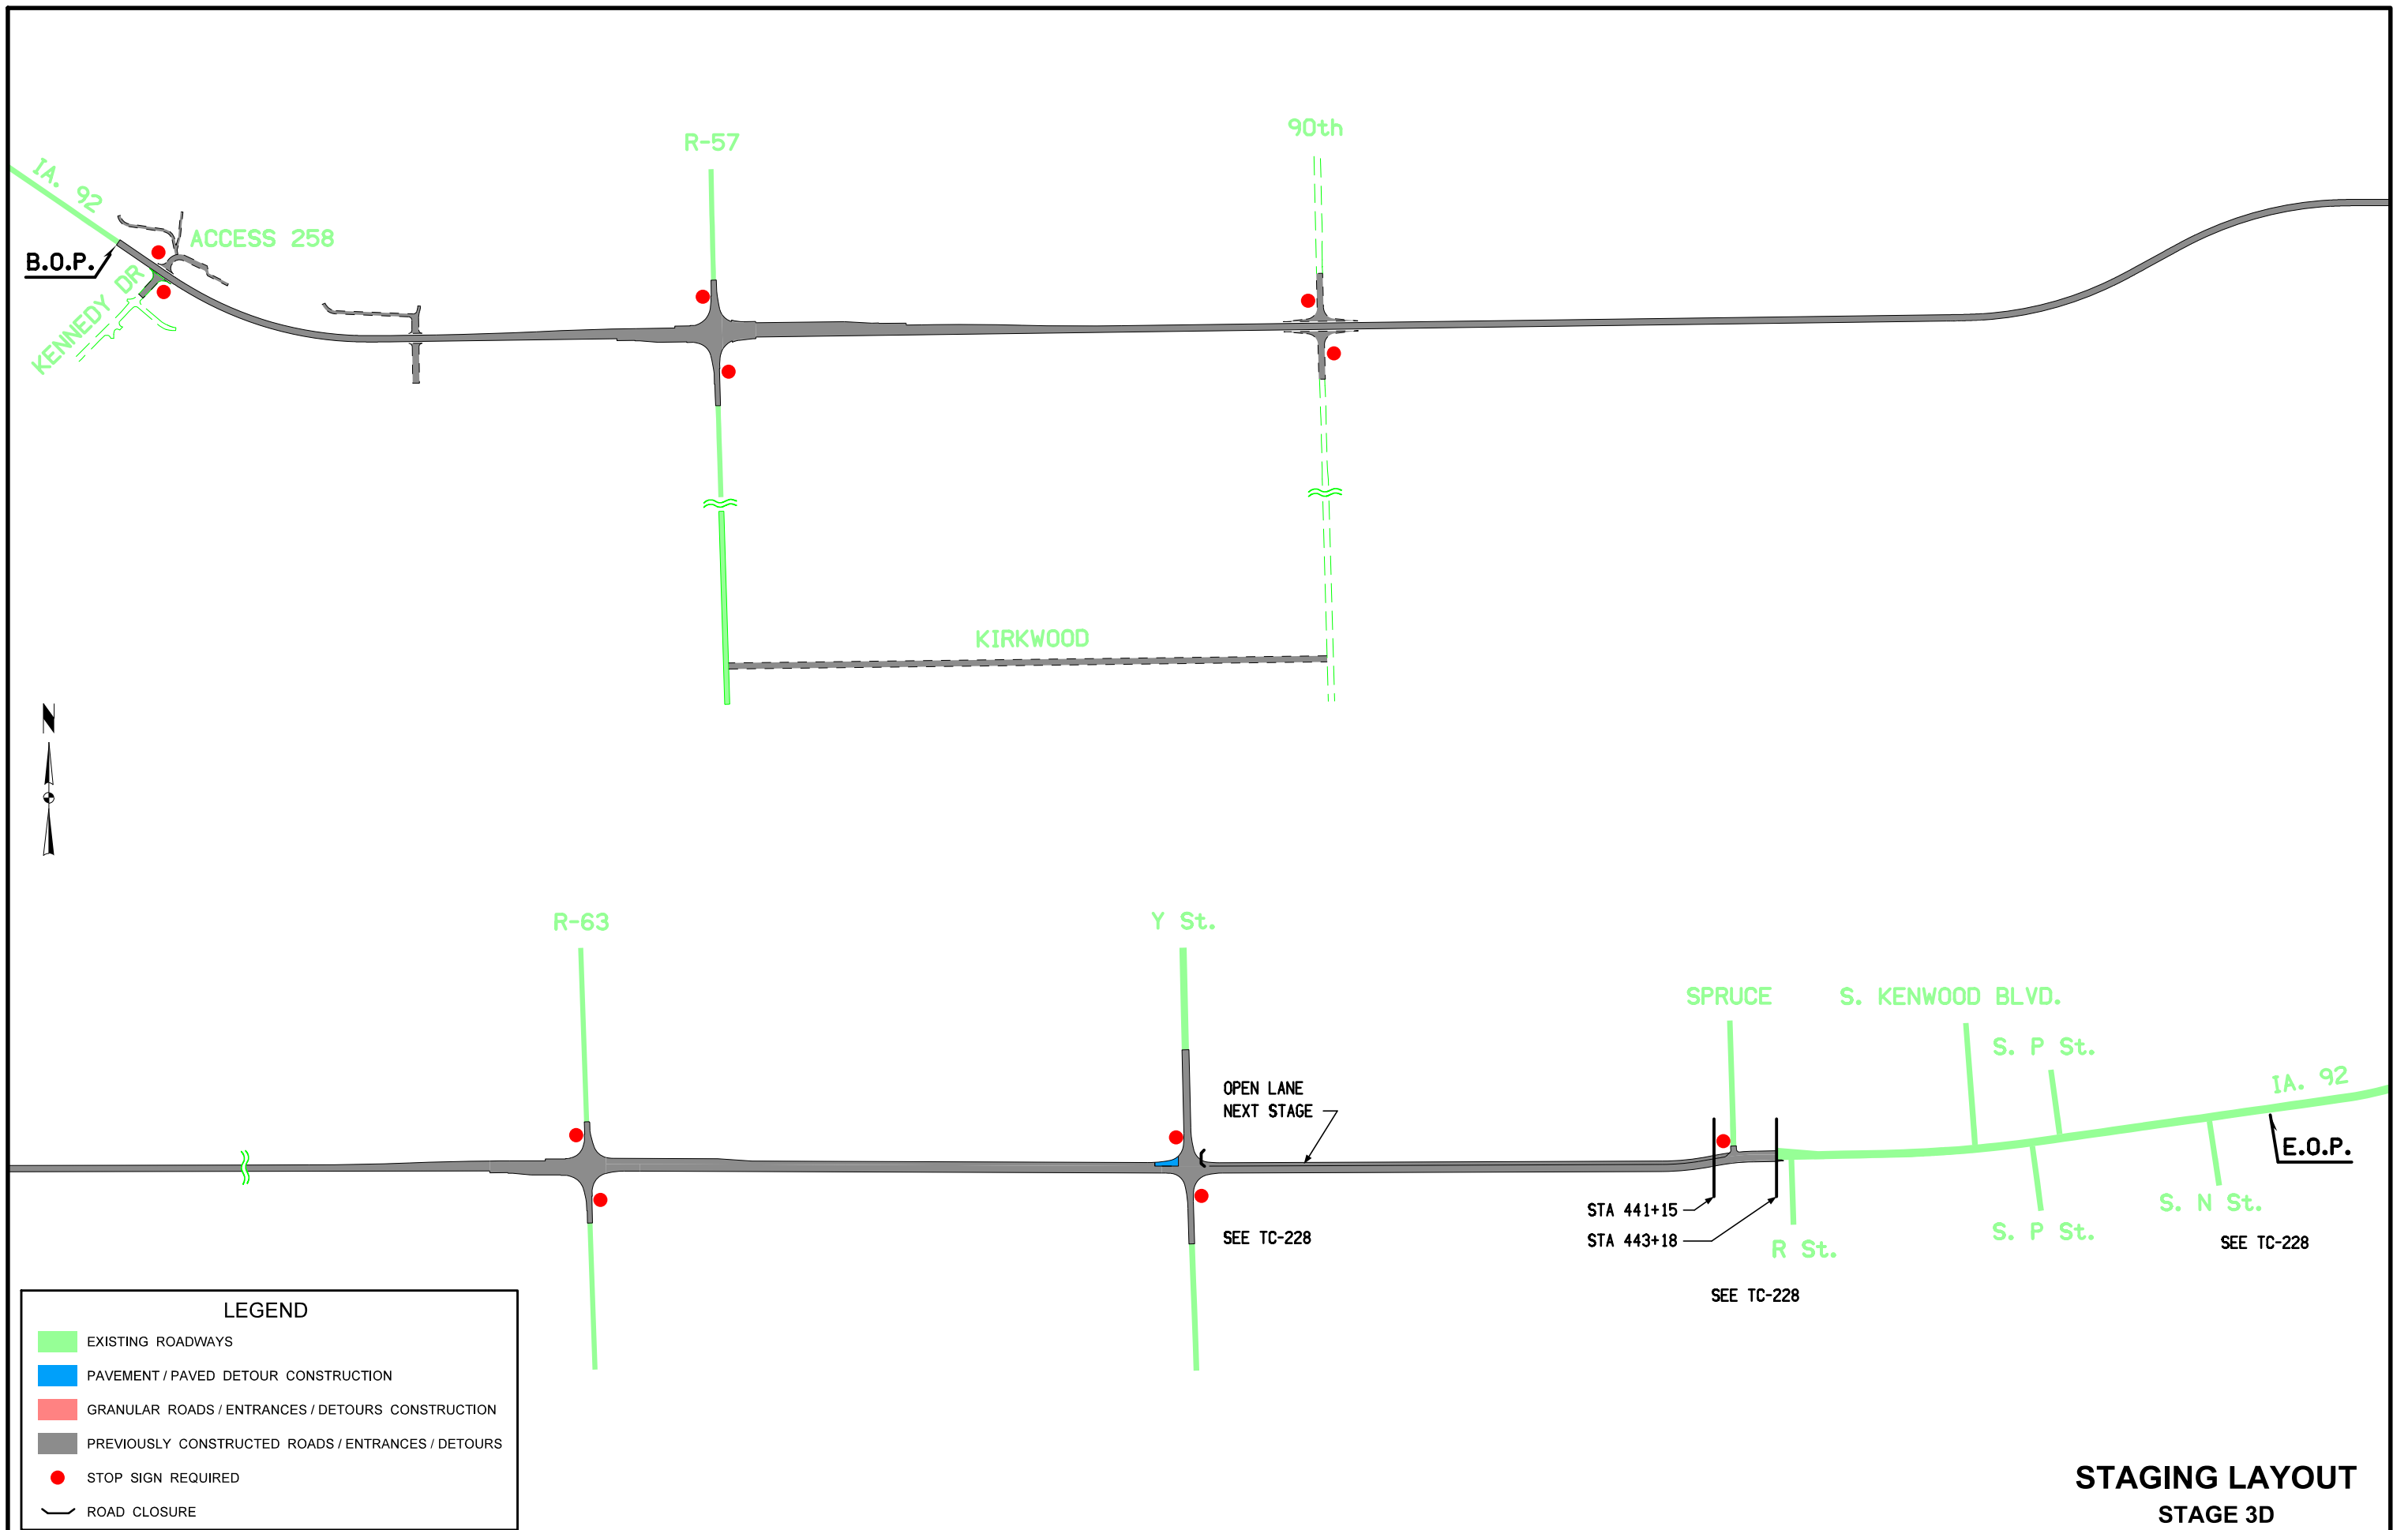 R-57
90th
IA. 92
ACCESS 258
B.O.P.
KENNEDY DR
KIRKWOOD
N
R-63
Y St.
SPRUCE
S. KENWOOD BLVD.
S. P St.
IA. 92
OPEN LANE
NEXT STAGE
E.O.P.
STA 441+15
STA 443+18
SEE TC-228
R St.
S. P St.
S. N St.
SEE TC-228
SEE TC-228
LEGEND
EXISTING ROADWAYS
PAVEMENT / PAVED DETOUR CONSTRUCTION
GRANULAR ROADS / ENTRANCES / DETOURS CONSTRUCTION
PREVIOUSLY CONSTRUCTED ROADS / ENTRANCES / DETOURS
STOP SIGN REQUIRED
ROAD CLOSURE
STAGING LAYOUT
STAGE 3D